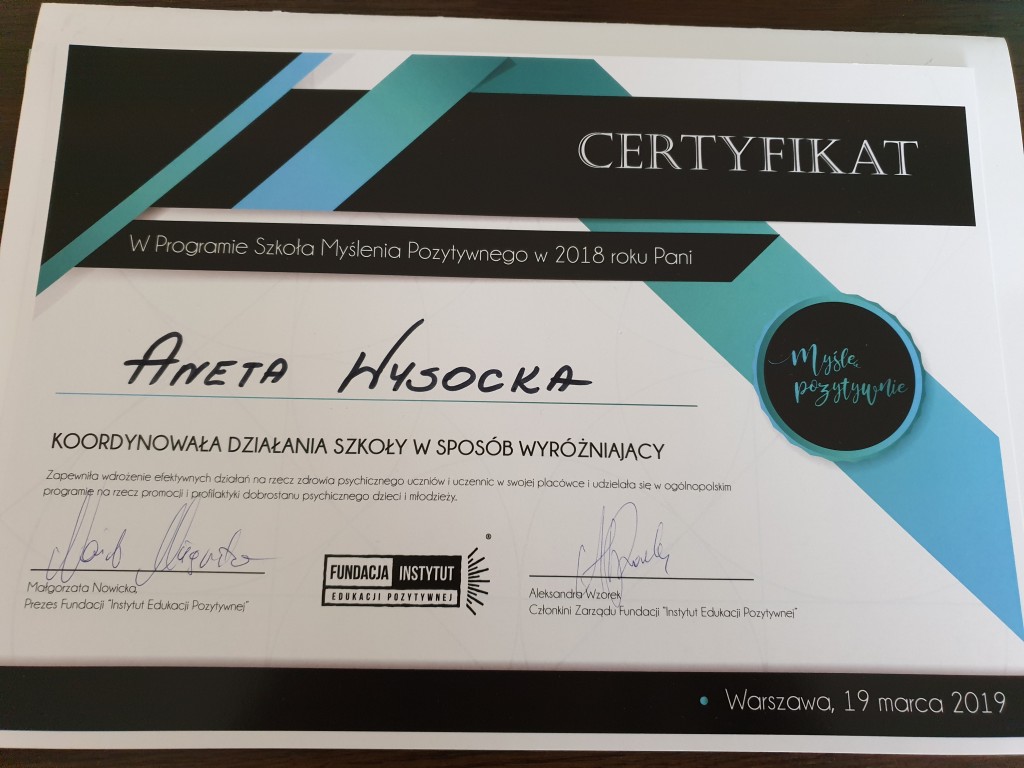 CERTYFIKAT
W Programie Szkoła Myślenia Pozytywnego w 2018 roku Pani
ANETA WYSOCKA
Myślę
pozytywnie
KOORDYNOWAŁA DZIAŁANIA SZKOŁY W SPOSÓB WYRÓŻNIAJĄCY
Zapewniła wdrożenie efektywnych działań na rzecz zdrowia psychicznego uczniów i uczennic w swojej placówce i udzielała się w ogólnopolskim
programie na rzecz promocji i profilaktyki dobrostanu psychicznego dzieci i młodzieży.
Małgorzata Nowicka,
Prezes Fundacji "Instytut Edukacji Pozytywnej"
FUNDACJA INSTYTUT
EDUKACJI POZYTYWNEJ
®
Aleksandra Wzorek
Członkini Zarządu Fundacji "Instytut Edukacji Pozytywnej"
Warszawa, 19 marca 2019